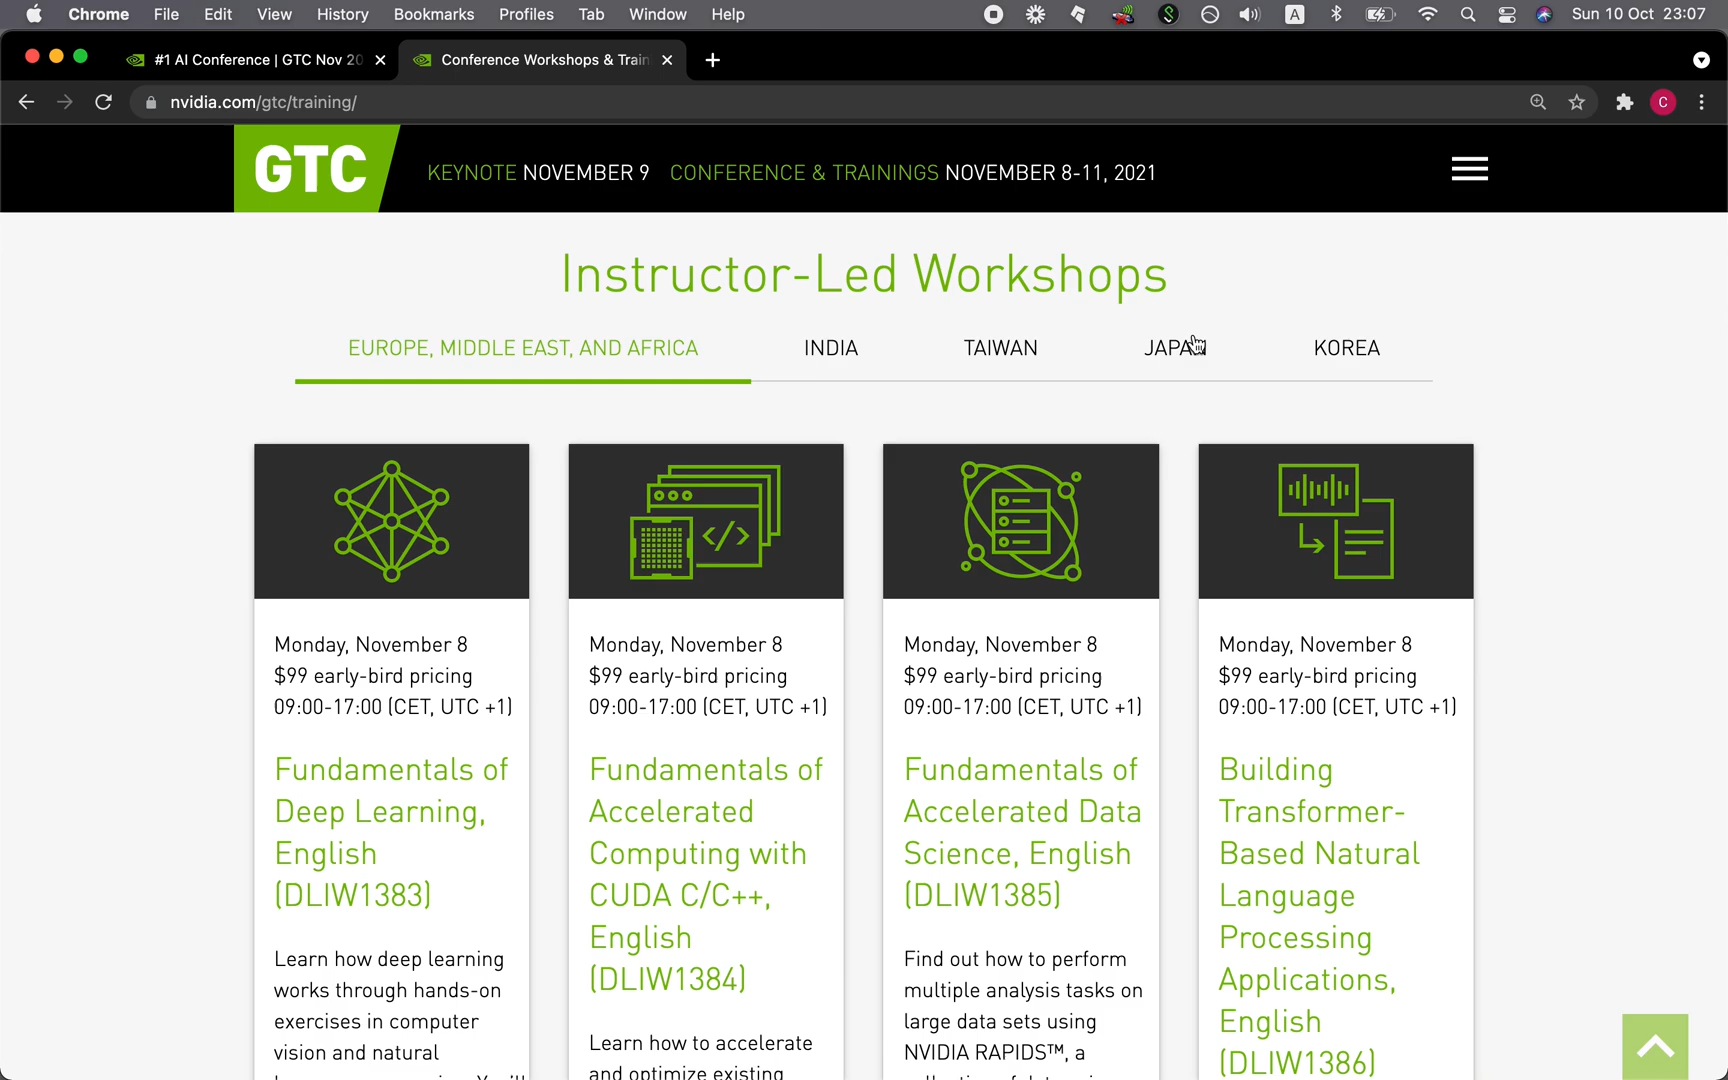 Chrome File Edit View History Bookmarks Profiles Tab Window Help A Sun 10 Oct 23:07
#1 AI Conference | GTC Nov 20 Conference Workshops & Train
nvidia.com/gtc/training/ C
GTC KEYNOTE NOVEMBER 9 CONFERENCE & TRAININGS NOVEMBER 8-11, 2021
Instructor-Led Workshops
EUROPE, MIDDLE EAST, AND AFRICA INDIA TAIWAN JAPAN KOREA
Monday, November 8
$99 early-bird pricing
09:00-17:00 (CET, UTC +1)
Fundamentals of
Deep Learning,
English
(DLIW1383)
Learn how deep learning
works through hands-on
exercises in computer
vision and natural
Monday, November 8
$99 early-bird pricing
09:00-17:00 (CET, UTC +1)
Fundamentals of
Accelerated
Computing with
CUDA C/C++,
English
(DLIW1384)
Learn how to accelerate
and optimize existing
Monday, November 8
$99 early-bird pricing
09:00-17:00 (CET, UTC +1)
Fundamentals of
Accelerated Data
Science, English
(DLIW1385)
Find out how to perform
multiple analysis tasks on
large data sets using
NVIDIA RAPIDS™, a
Monday, November 8
$99 early-bird pricing
09:00-17:00 (CET, UTC +1)
Building
Transformer-
Based Natural
Language
Processing
Applications,
English
(DLIW1386)